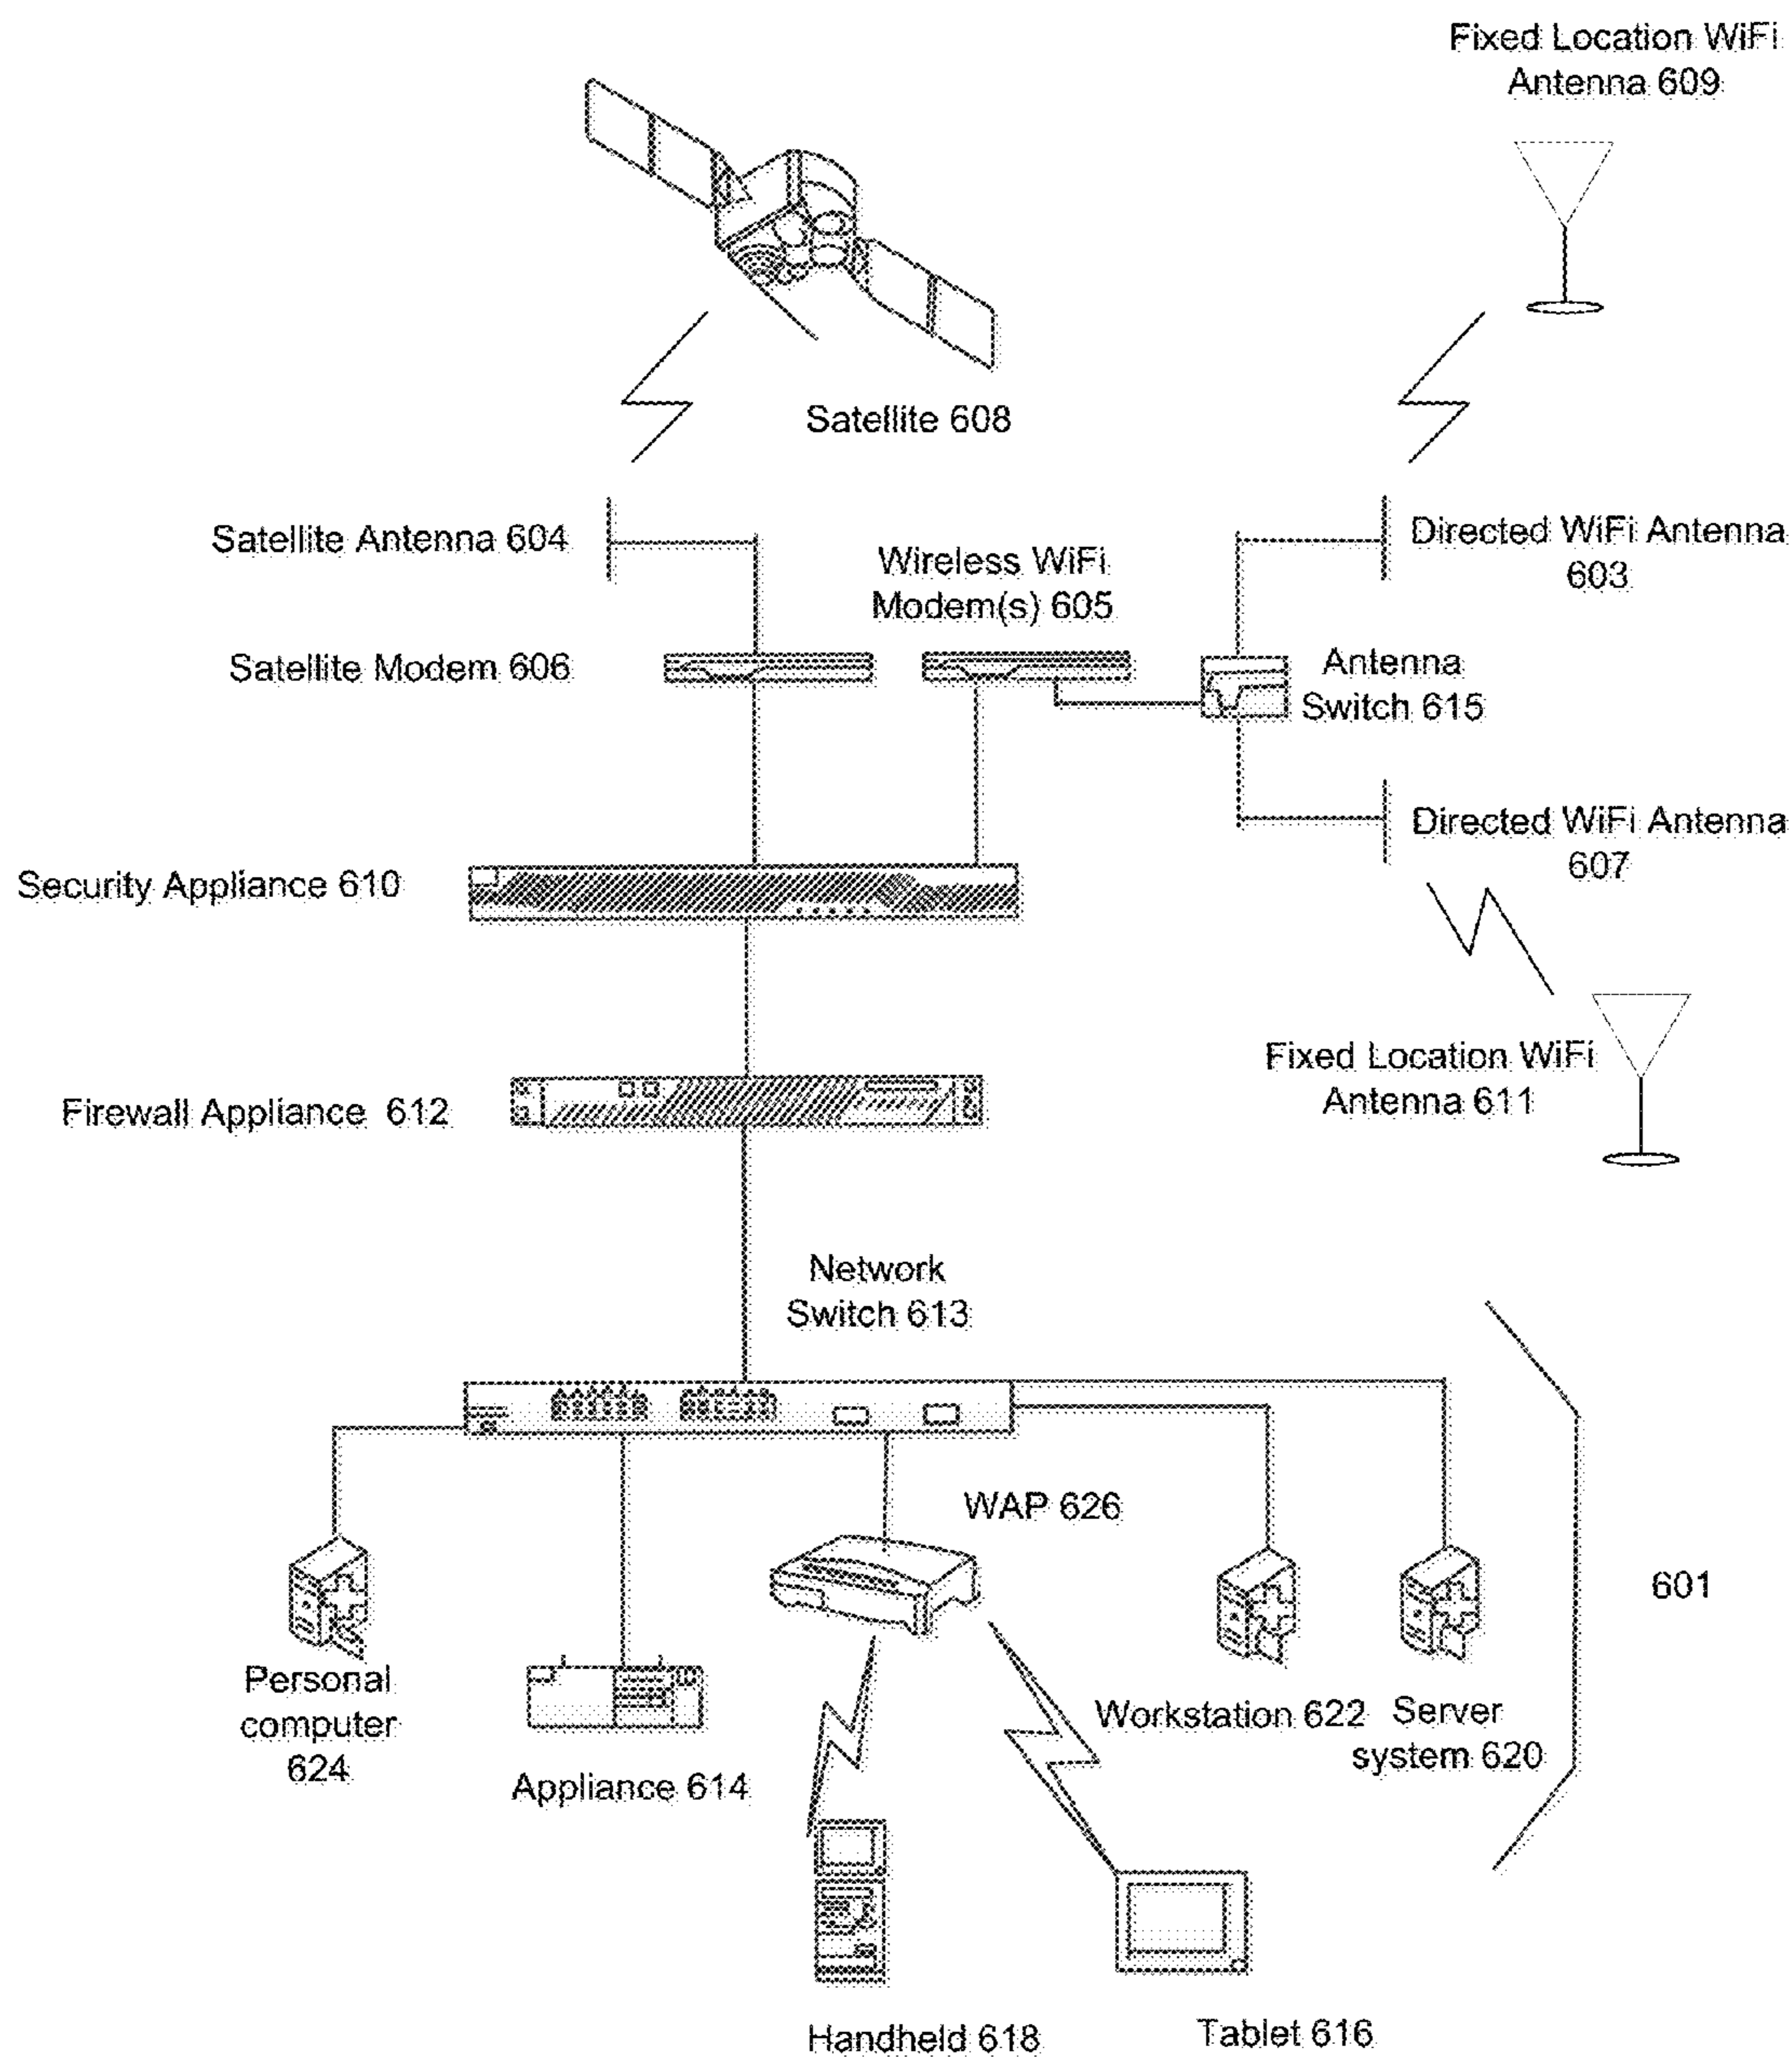 Fixed Location WiFi
Antenna 609
Satellite 608
Satellite Antenna 604
Wireless WiFi
Modem(s) 605
Directed WiFi Antenna
603
Satellite Modem 606
Antenna
Switch 615
Directed WiFi Antenna
607
Security Appliance 610
Fixed Location WiFi
Antenna 611
Firewall Appliance 612
Network
Switch 613
WAP 626
601
Personal
computer
624
Appliance 614
Workstation 622
Server
system 620
Handheld 618
Tablet 616